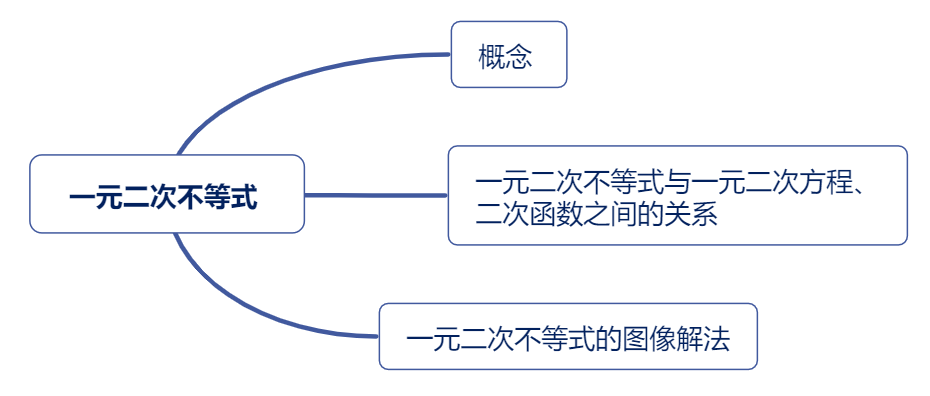 概念
一元二次不等式
一元二次不等式与一元二次方程、
二次函数之间的关系
一元二次不等式的图像解法